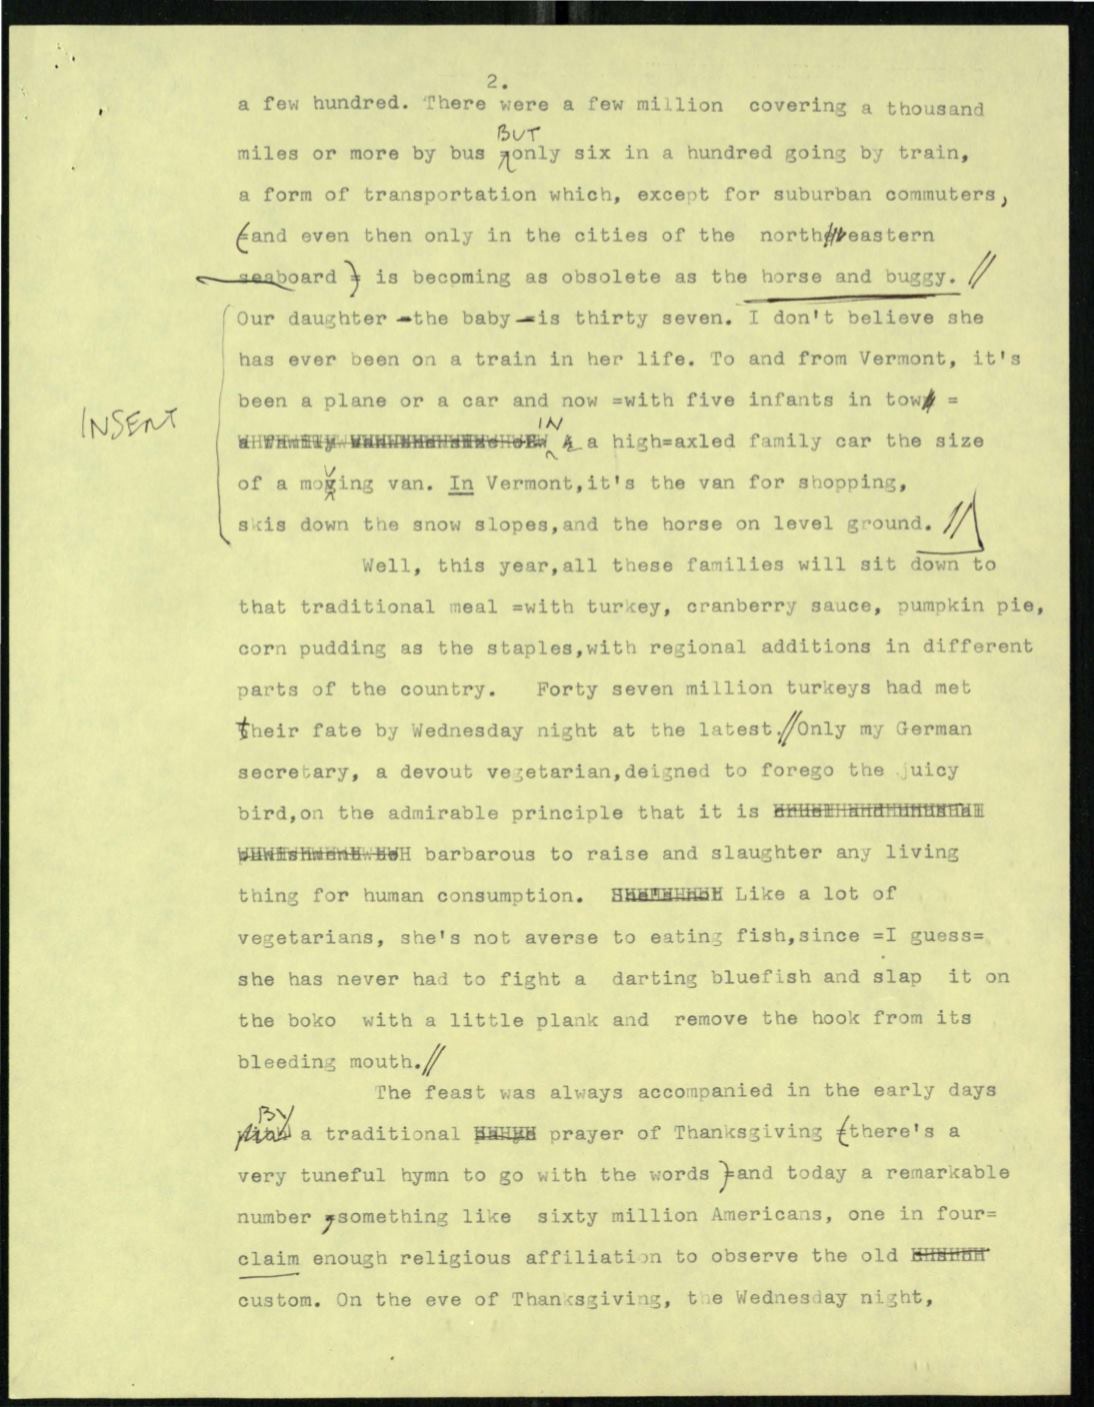 2.
a few hundred. There were a few million covering a thousand
BUT
miles or more by bus only six in a hundred going by train,
a form of transportation which, except for suburban commuters,
(and even then only in the cities of the northeastern
seaboard ) is becoming as obsolete as the horse and buggy. //
Our daughter -the baby-is thirty seven. I don't believe she
has ever been on a train in her life. To and from Vermont, it's
been a plane or a car and now =with five infants in tow =
INSERT
IN
a high=axled family car the size
of a moving van. In Vermont,it's the van for shopping,
skis down the snow slopes,and the horse on level ground. //
Well, this year,all these families will sit down to
that traditional meal =with turkey, cranberry sauce, pumpkin pie,
corn pudding as the staples,with regional additions in different
parts of the country. Forty seven million turkeys had met
their fate by Wednesday night at the latest.//Only my German
secretary, a devout vegetarian,deigned to forego the juicy
bird,on the admirable principle that it is
barbarous to raise and slaughter any living
thing for human consumption. Like a lot of
vegetarians, she's not averse to eating fish,since =I guess=
she has never had to fight a darting bluefish and slap it on
the boko with a little plank and remove the hook from its
bleeding mouth.//
The feast was always accompanied in the early days
BY
a traditional prayer of Thanksgiving (there's a
very tuneful hymn to go with the words )and today a remarkable
number ,something like sixty million Americans, one in four=
claim enough religious affiliation to observe the old
custom. On the eve of Thanksgiving, the Wednesday night,